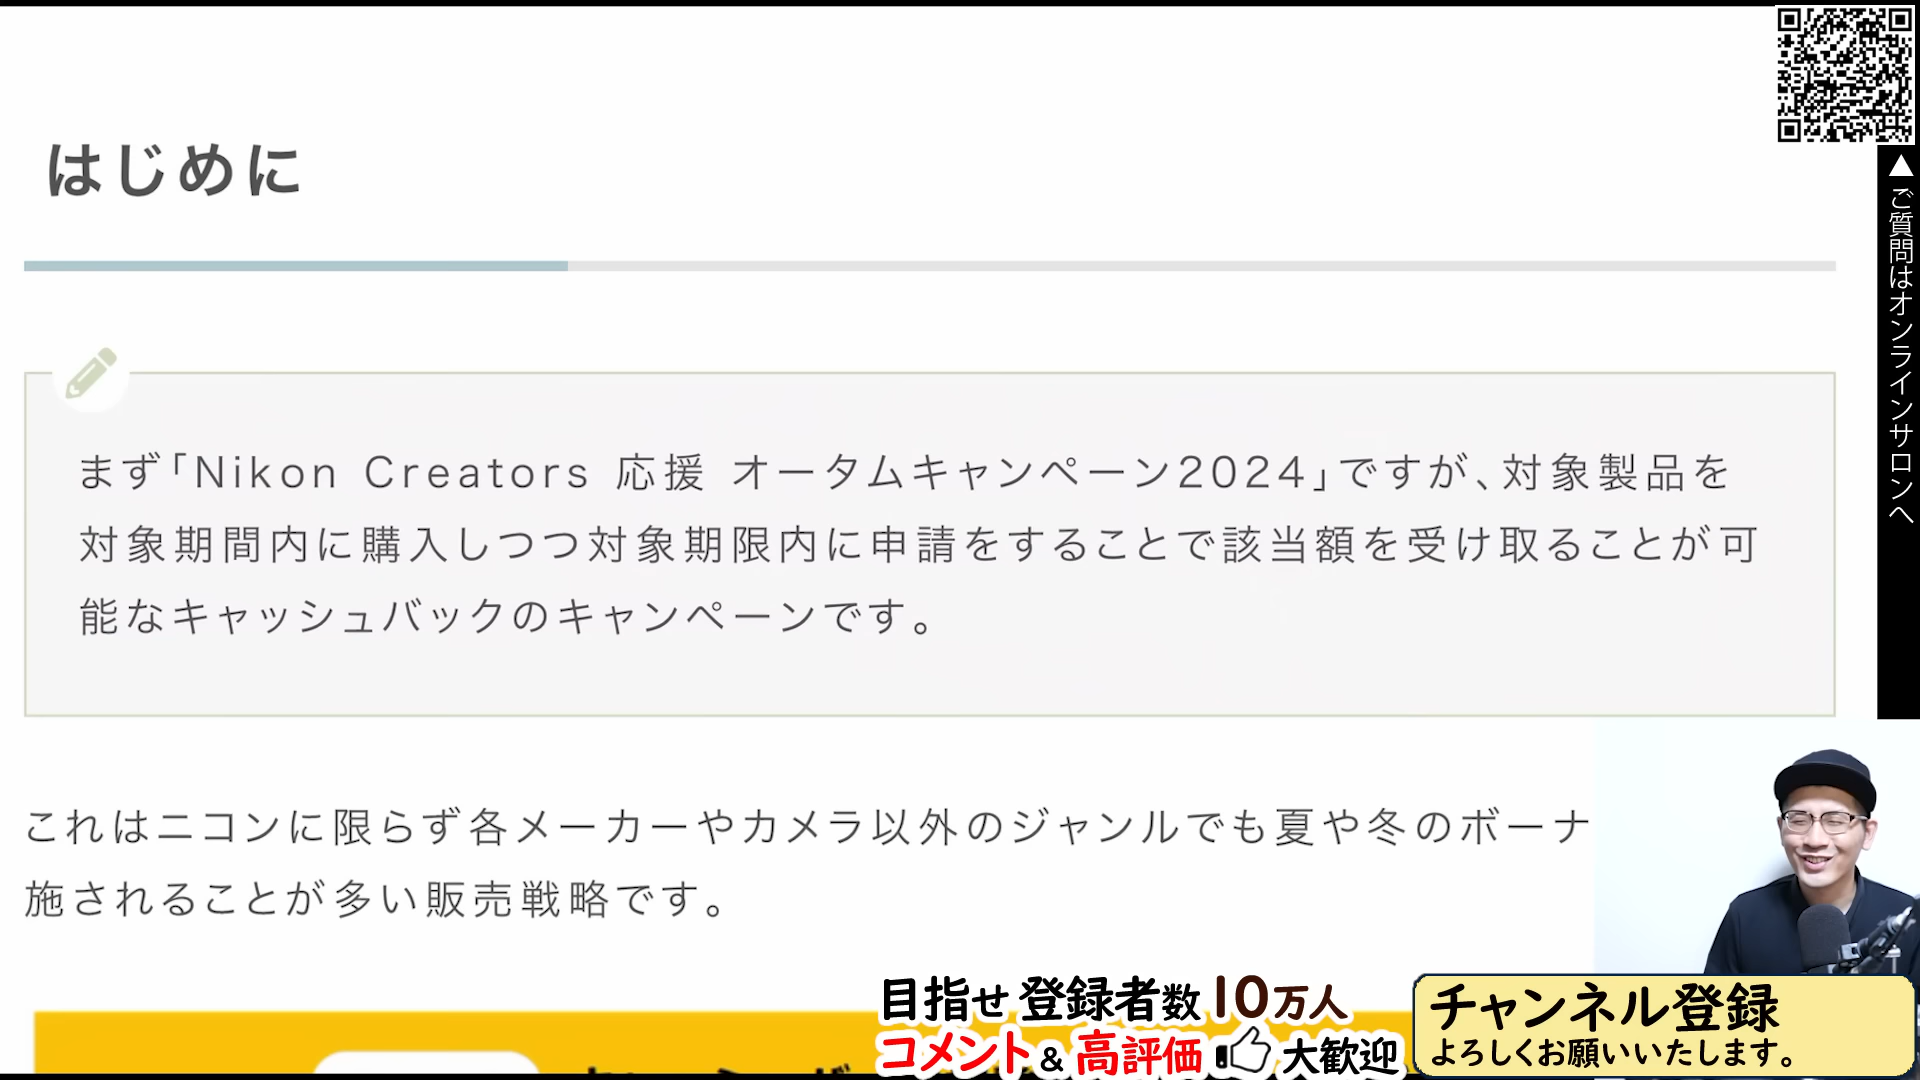 はじめに
まず「Nikon Creators 応援 オータムキャンペーン2024」ですが、対象製品を
対象期間内に購入しつつ対象期限内に申請をすることで該当額を受け取ることが可
能なキャッシュバックのキャンペーンです。
これはニコンに限らず各メーカーやカメラ以外のジャンルでも夏や冬のボーナ
施されることが多い販売戦略です。
▲ご質問はオンラインサロンへ
目指せ登録者数10万人
コメント&高評価大歓迎
チャンネル登録
よろしくお願いいたします。